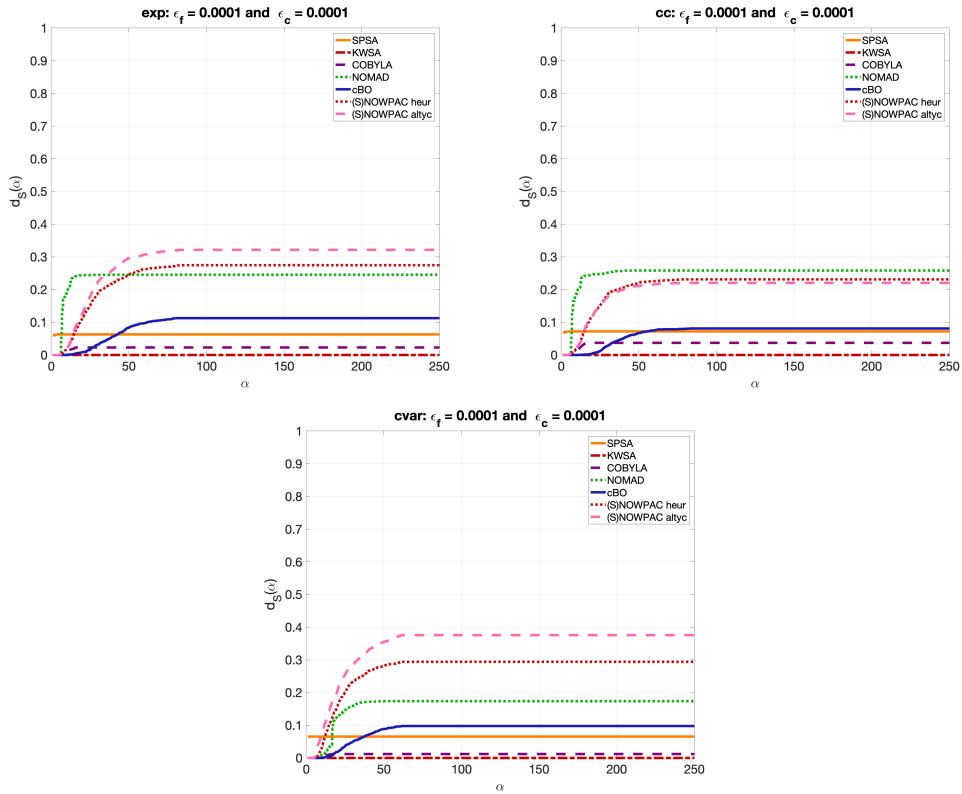 exp: ϵf = 0.0001 and ϵc = 0.0001
1
0.9
0.8
0.7
0.6
0.5
0.4
0.3
0.2
0.1
0
dS(α)
SPSA
KWSA
COBYLA
NOMAD
cBO
(S)NOWPAC heur
(S)NOWPAC altyc
0 50 100 150 200 250
α
cc: ϵf = 0.0001 and ϵc = 0.0001
1
0.9
0.8
0.7
0.6
0.5
0.4
0.3
0.2
0.1
0
dS(α)
SPSA
KWSA
COBYLA
NOMAD
cBO
(S)NOWPAC heur
(S)NOWPAC altyc
0 50 100 150 200 250
α
cvar: ϵf = 0.0001 and ϵc = 0.0001
1
0.9
0.8
0.7
0.6
0.5
0.4
0.3
0.2
0.1
0
dS(α)
SPSA
KWSA
COBYLA
NOMAD
cBO
(S)NOWPAC heur
(S)NOWPAC altyc
0 50 100 150 200 250
α